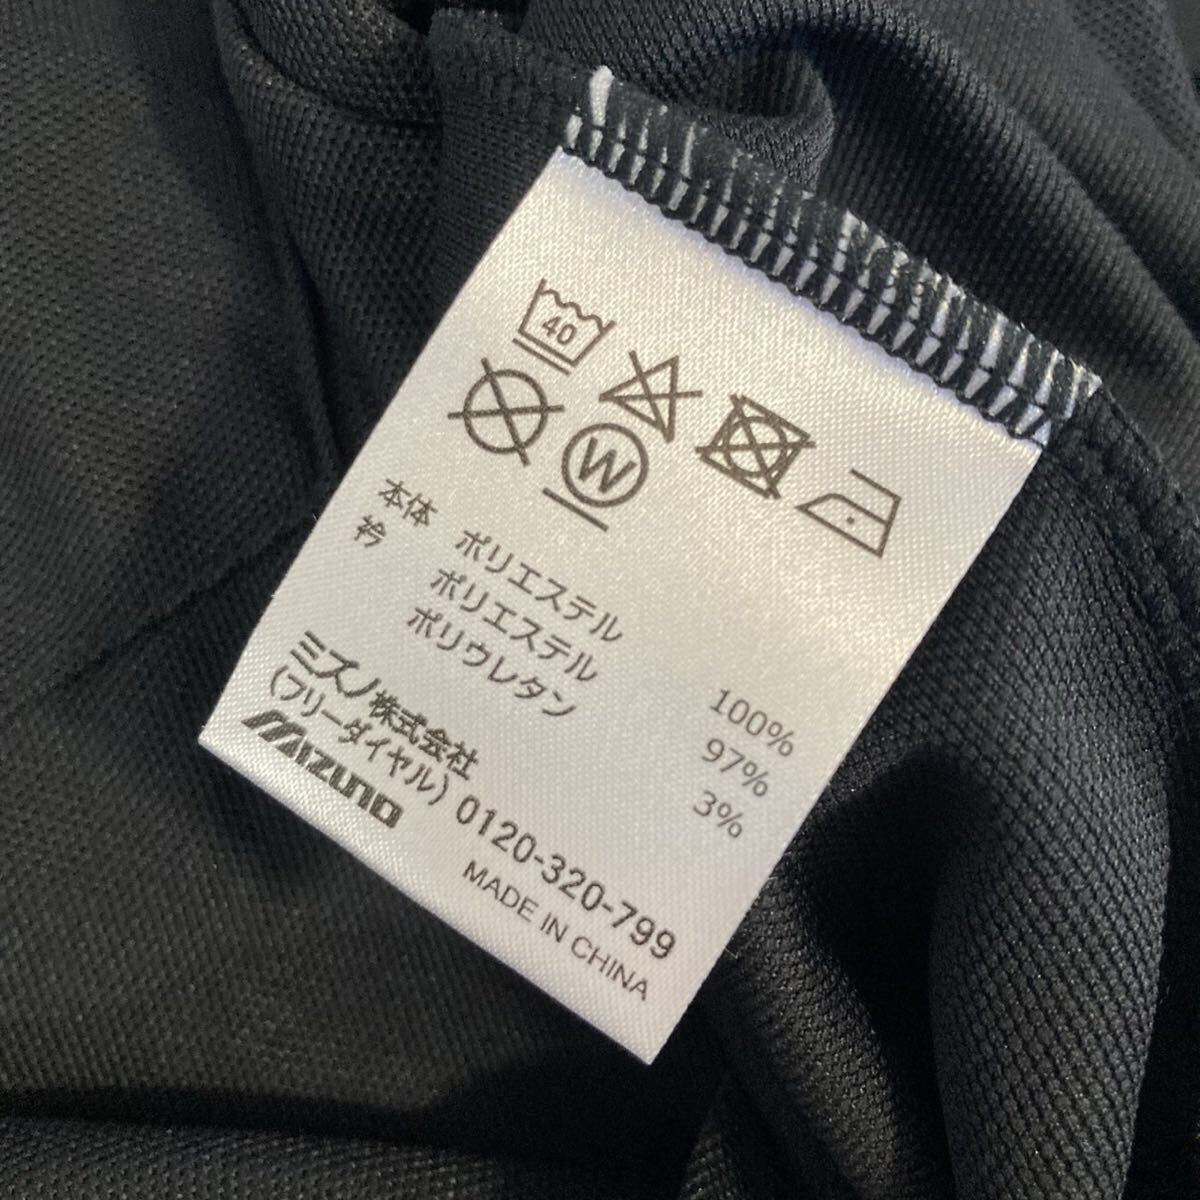 40
W
本体 ポリエステル 100%
衿 ポリエステル 97%
ポリウレタン 3%
ミズノ株式会社
(フリーダイヤル) 0120-320-799
MIZUNO MADE IN CHINA